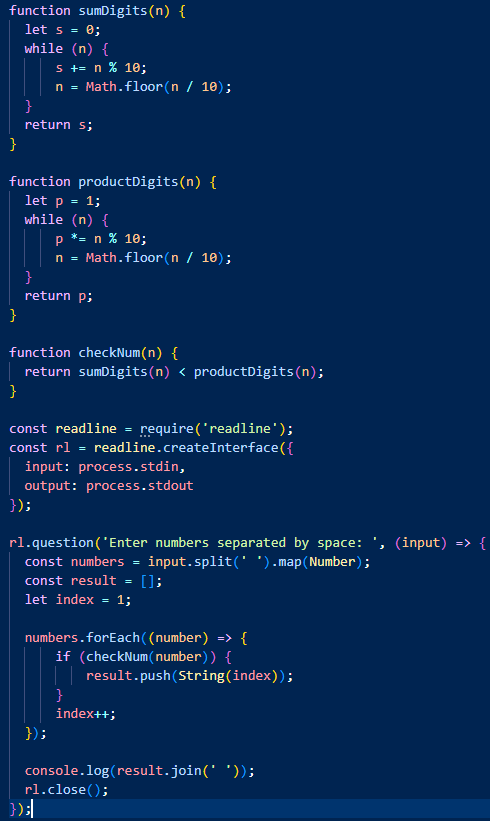 function sumDigits(n) {
let s = 0;
while (n) {
s += n % 10;
n = Math.floor(n / 10);
}
return s;
}
function productDigits(n) {
let p = 1;
while (n) {
p *= n % 10;
n = Math.floor(n / 10);
}
return p;
}
function checkNum(n) {
return sumDigits(n) < productDigits(n);
}
const readline = require('readline');
const rl = readline.createInterface({
input: process.stdin,
output: process.stdout
});
rl.question('Enter numbers separated by space: ', (input) => {
const numbers = input.split(' ').map(Number);
const result = [];
let index = 1;
numbers.forEach((number) => {
if (checkNum(number)) {
result.push(String(index));
}
index++;
});
console.log(result.join(' '));
rl.close();
});